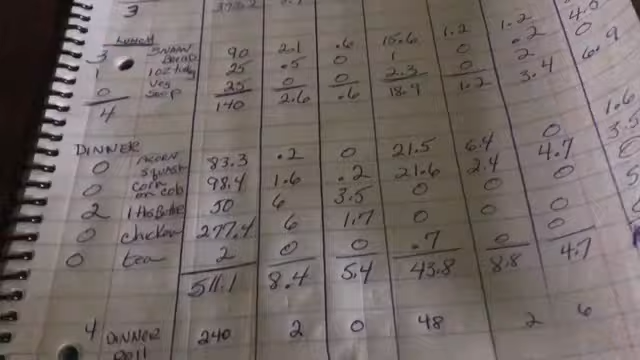 3
LUNCH
3 90 2.1 .6 15.6 1.2 1.2
1 25 .5 0 1 0 .2 0
0 Veg Soup 25 0 0 2.3 0 2
4 140 2.6 .6 18.9 1.2 3.4 6.9
DINNER
0 Acorn Squash 83.3 .2 0 21.5 6.4 0 1.6
0 Corn on cob 98.4 1.6 .2 21.6 2.4 4.7 3.5
2 50 6 3.5 0 0 0
0 chicken 277.4 6 1.7 0 0 0
0 tea 2 0 0 .7 0 0
511.1 8.4 5.4 43.8 8.8 4.7
4 DINNER ROLL 240 2 0 48 2 6